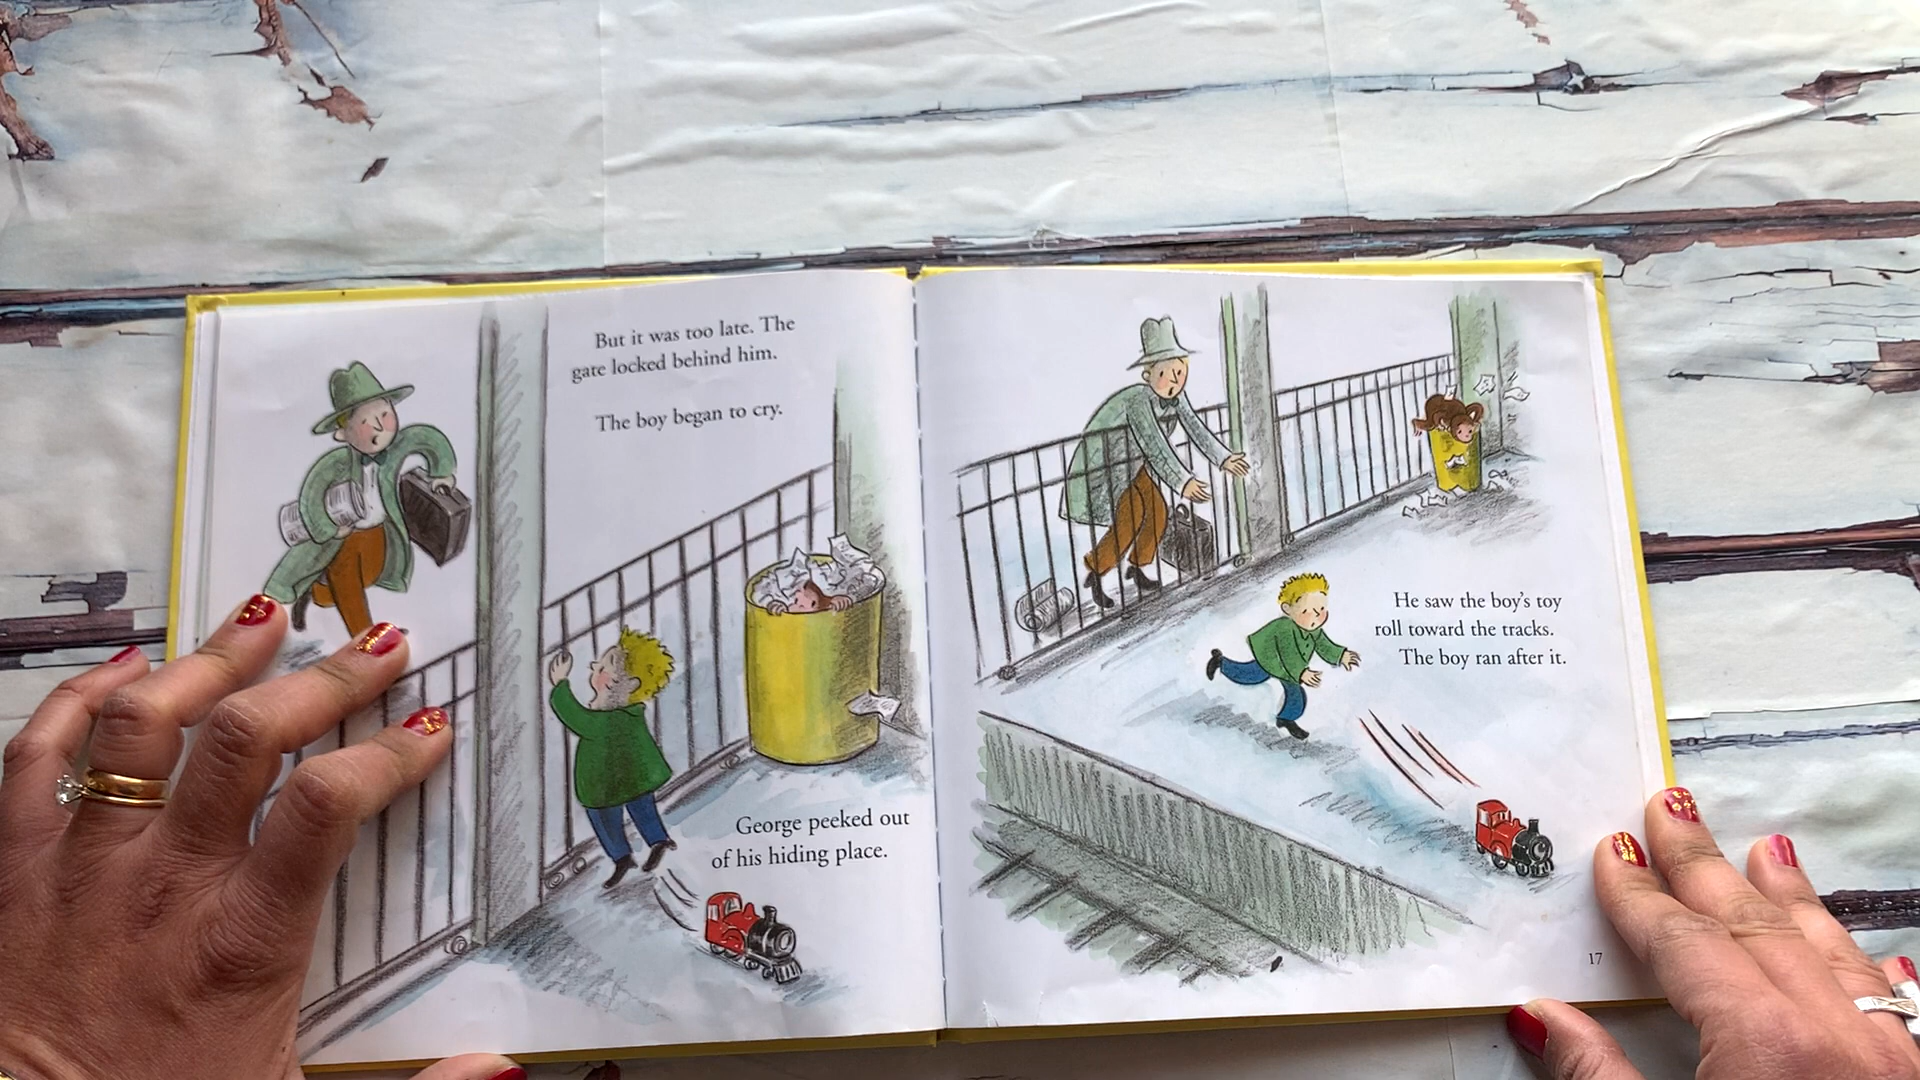 But it was too late. The
gate locked behind him.
The boy began to cry.
George peeked out
of his hiding place.
He saw the boy's toy
roll toward the tracks.
The boy ran after it.
17